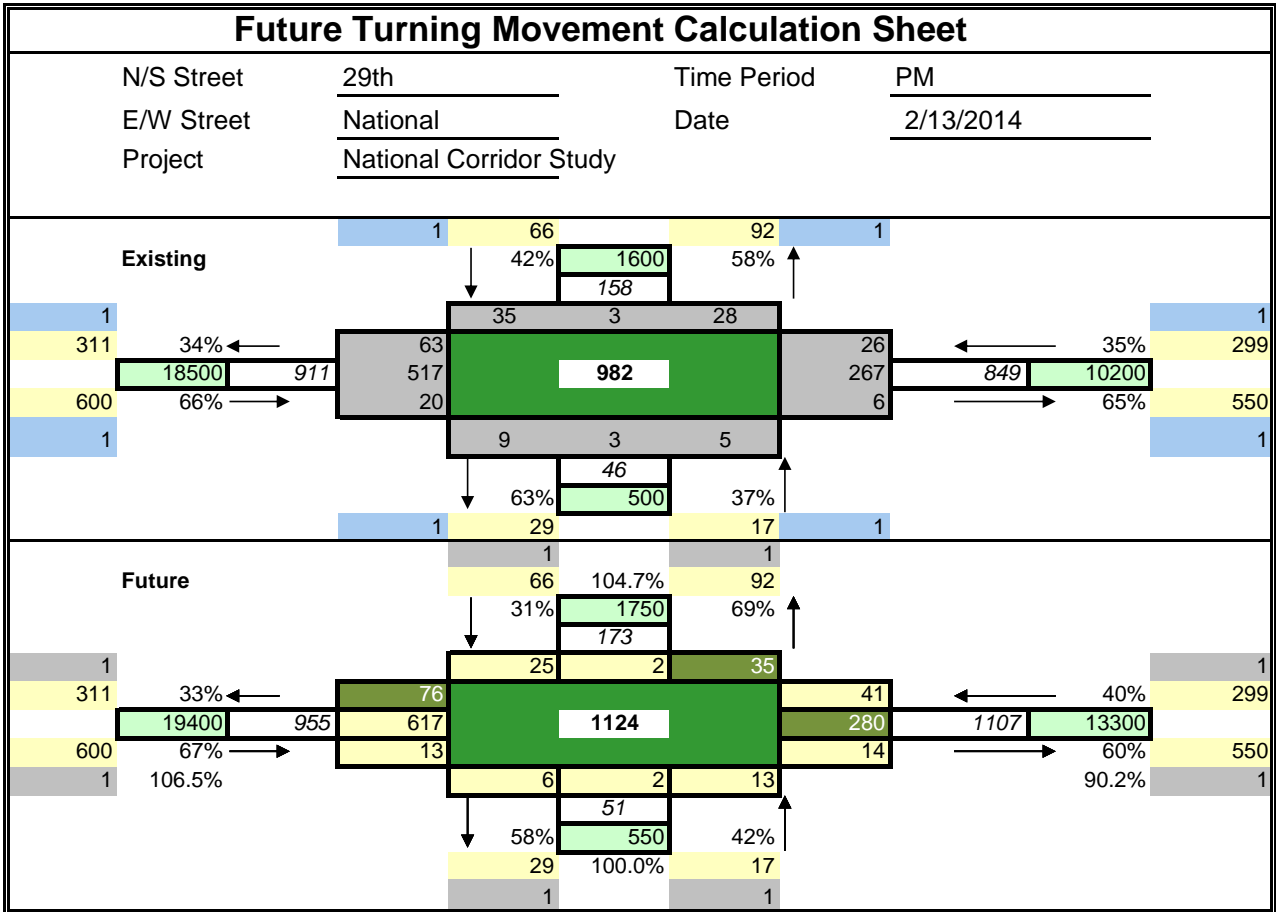 Future Turning Movement Calculation Sheet
N/S Street 29th Time Period PM
E/W Street National Date 2/13/2014
Project National Corridor Study
1 66 92 1
Existing 42% 1600 58%
158
1 35 3 28 1
311 34% 63 26 35% 299
18500 911 517 982 267 849 10200
600 66% 20 6 65% 550
1 9 3 5 1
46
63% 500 37%
1 29 17 1
1 1
Future 66 104.7% 92
31% 1750 69%
173
1 25 2 35 1
311 33% 76 41 40% 299
19400 955 617 1124 280 1107 13300
600 67% 13 14 60% 550
1 106.5% 6 2 13 90.2% 1
51
58% 550 42%
29 100.0% 17
1 1